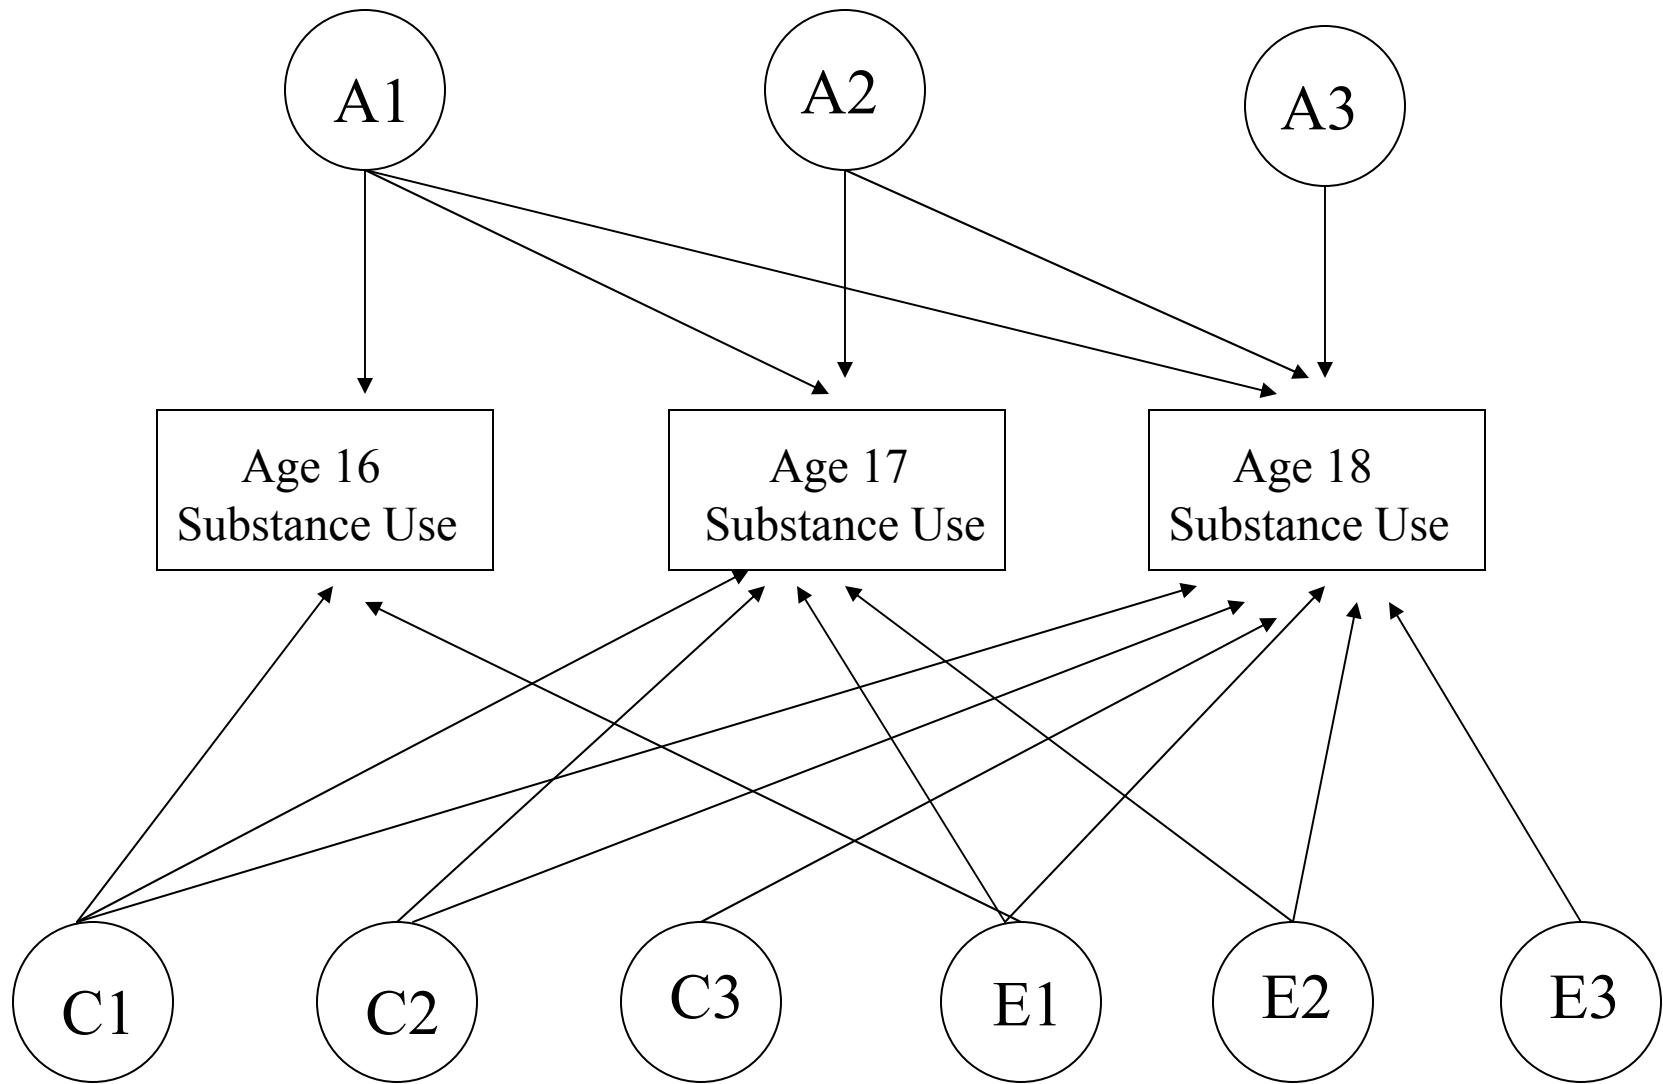 A1
A2
A3
Age 16
Substance Use
Age 17
Substance Use
Age 18
Substance Use
C1
C2
C3
E1
E2
E3